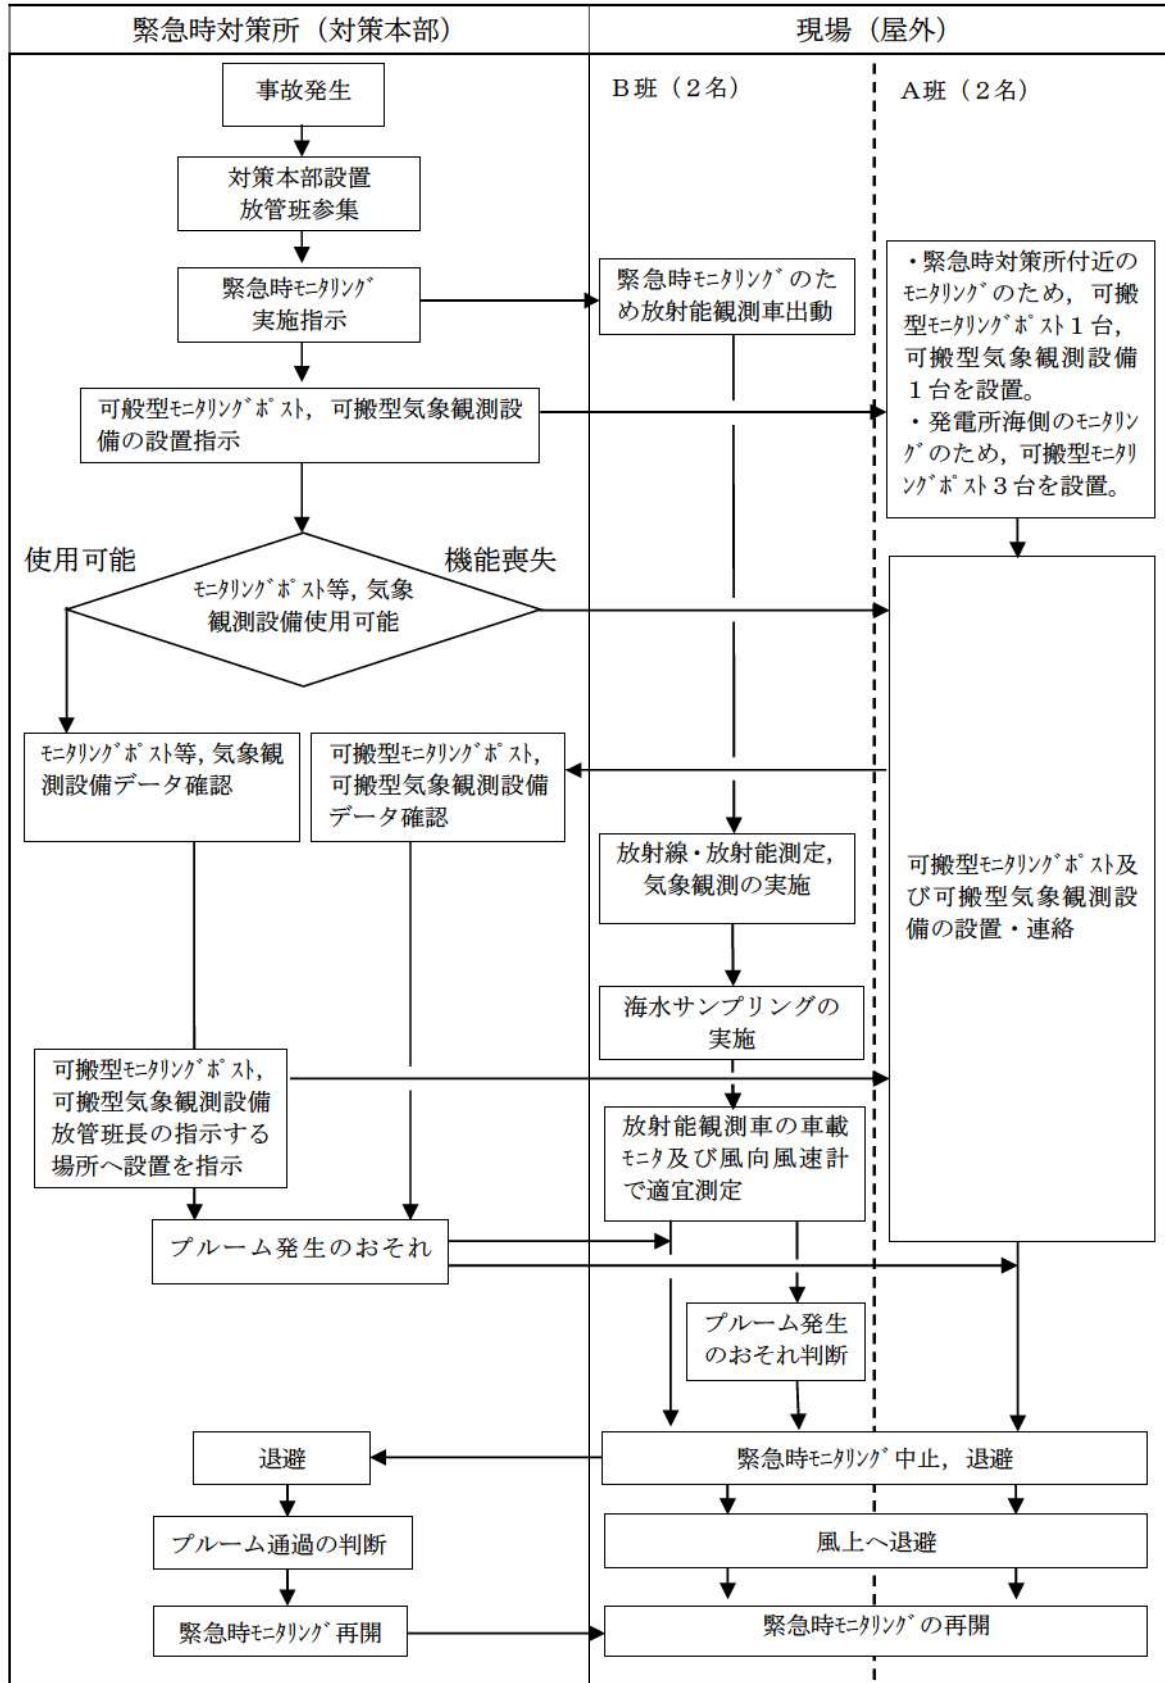 緊急時対策所（対策本部）
現場（屋外）
事故発生
Ｂ班（２名）
Ａ班（２名）
対策本部設置
放管班参集
緊急時ﾓﾆﾀﾘﾝｸﾞ
実施指示
緊急時ﾓﾆﾀﾘﾝｸﾞのた
め放射能観測車出動
・緊急時対策所付近の
ﾓﾆﾀﾘﾝｸﾞのため，可搬
型ﾓﾆﾀﾘﾝｸﾞﾎﾟｽﾄ１台，
可搬型気象観測設備
１台を設置。
・発電所海側のﾓﾆﾀﾘﾝ
ｸﾞのため，可搬型ﾓﾆﾀﾘ
ﾝｸﾞﾎﾟｽﾄ３台を設置。
可般型ﾓﾆﾀﾘﾝｸﾞﾎﾟｽﾄ，可搬型気象観測設
備の設置指示
使用可能
機能喪失
ﾓﾆﾀﾘﾝｸﾞﾎﾟｽﾄ等，気象
観測設備使用可能
ﾓﾆﾀﾘﾝｸﾞﾎﾟｽﾄ等，気象観
測設備データ確認
可搬型ﾓﾆﾀﾘﾝｸﾞﾎﾟｽﾄ，
可搬型気象観測設備
データ確認
放射線・放射能測定，
気象観測の実施
可搬型ﾓﾆﾀﾘﾝｸﾞﾎﾟｽﾄ及
び可搬型気象観測設
備の設置・連絡
海水サンプリングの
実施
可搬型ﾓﾆﾀﾘﾝｸﾞﾎﾟｽﾄ，
可搬型気象観測設備
放管班長の指示する
場所へ設置を指示
放射能観測車の車載
ﾓﾆﾀ及び風向風速計
で適宜測定
プルーム発生のおそれ
プルーム発生
のおそれ判断
退避
緊急時ﾓﾆﾀﾘﾝｸﾞ中止，退避
プルーム通過の判断
風上へ退避
緊急時ﾓﾆﾀﾘﾝｸﾞ再開
緊急時ﾓﾆﾀﾘﾝｸﾞの再開